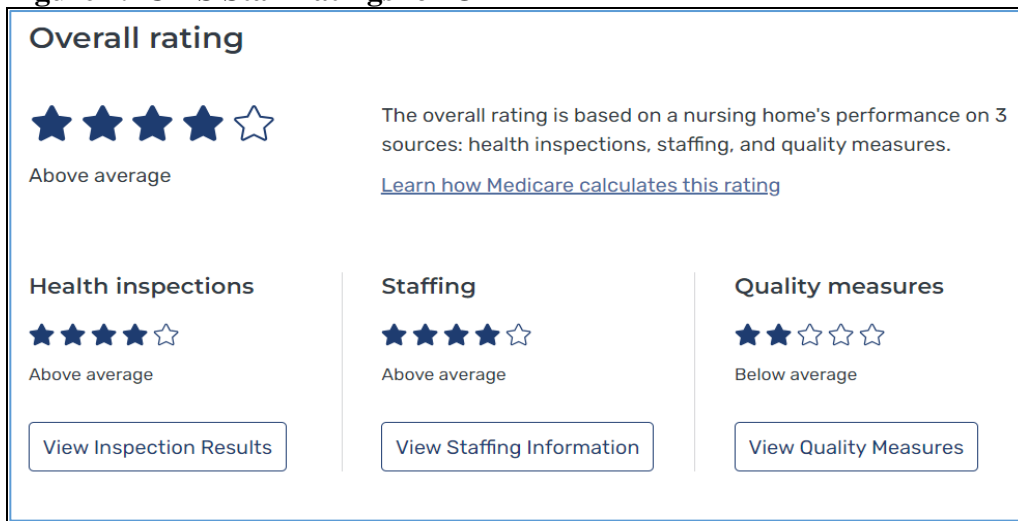 Overall rating
The overall rating is based on a nursing home's performance on 3
sources: health inspections, staffing, and quality measures.
Above average
Learn how Medicare calculates this rating
Health inspections
Staffing
Quality measures
Above average
Above average
Below average
View Inspection Results
View Staffing Information
View Quality Measures